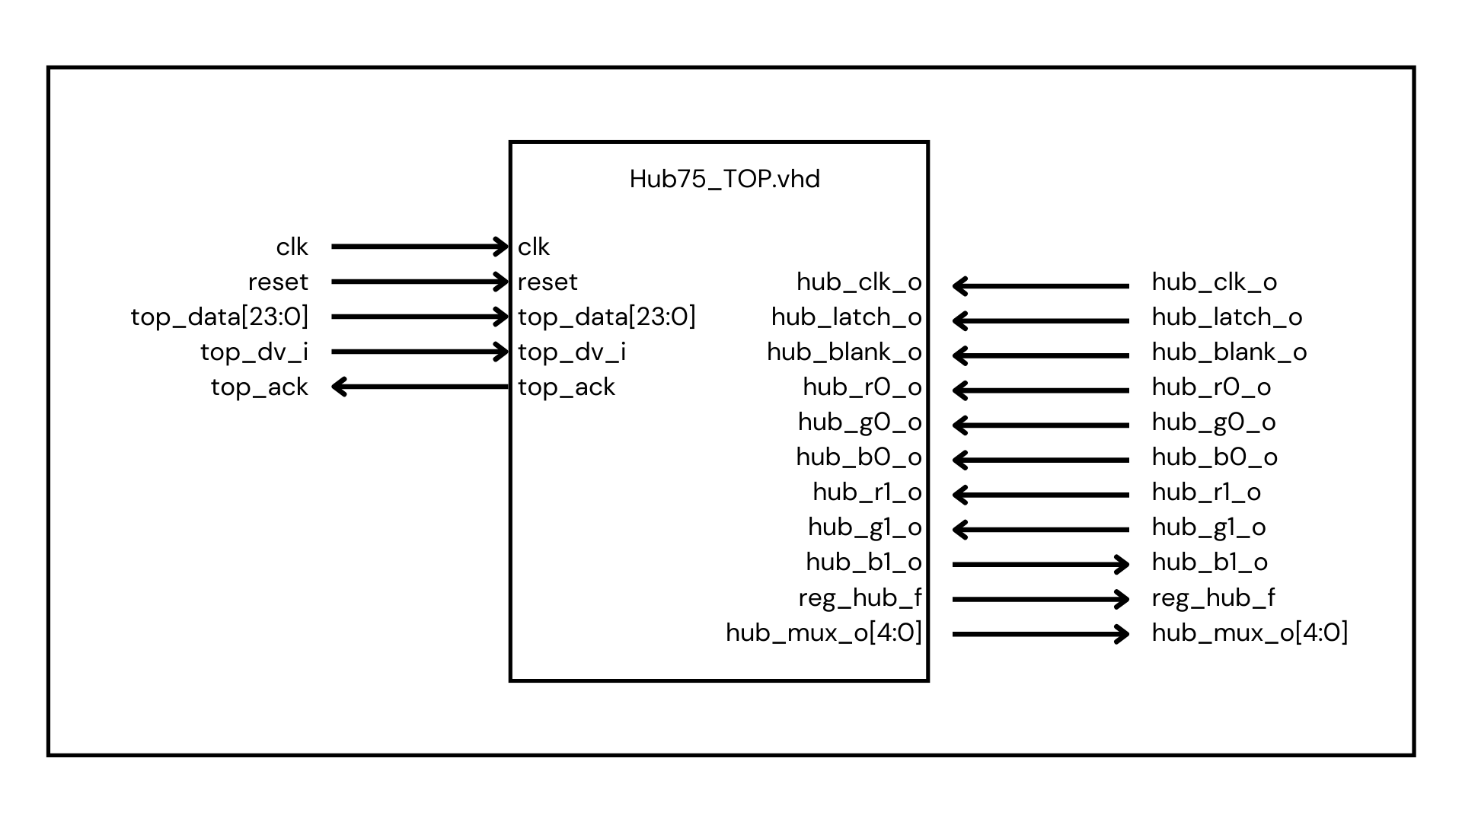 Hub75_TOP.vhd
clk
reset
top_data[23:0]
top_dv_i
top_ack
clk
reset
top_data[23:0]
top_dv_i
top_ack
hub_clk_o
hub_latch_o
hub_blank_o
hub_r0_o
hub_g0_o
hub_b0_o
hub_r1_o
hub_g1_o
hub_b1_o
reg_hub_f
hub_mux_o[4:0]
hub_clk_o
hub_latch_o
hub_blank_o
hub_r0_o
hub_g0_o
hub_b0_o
hub_r1_o
hub_g1_o
hub_b1_o
reg_hub_f
hub_mux_o[4:0]